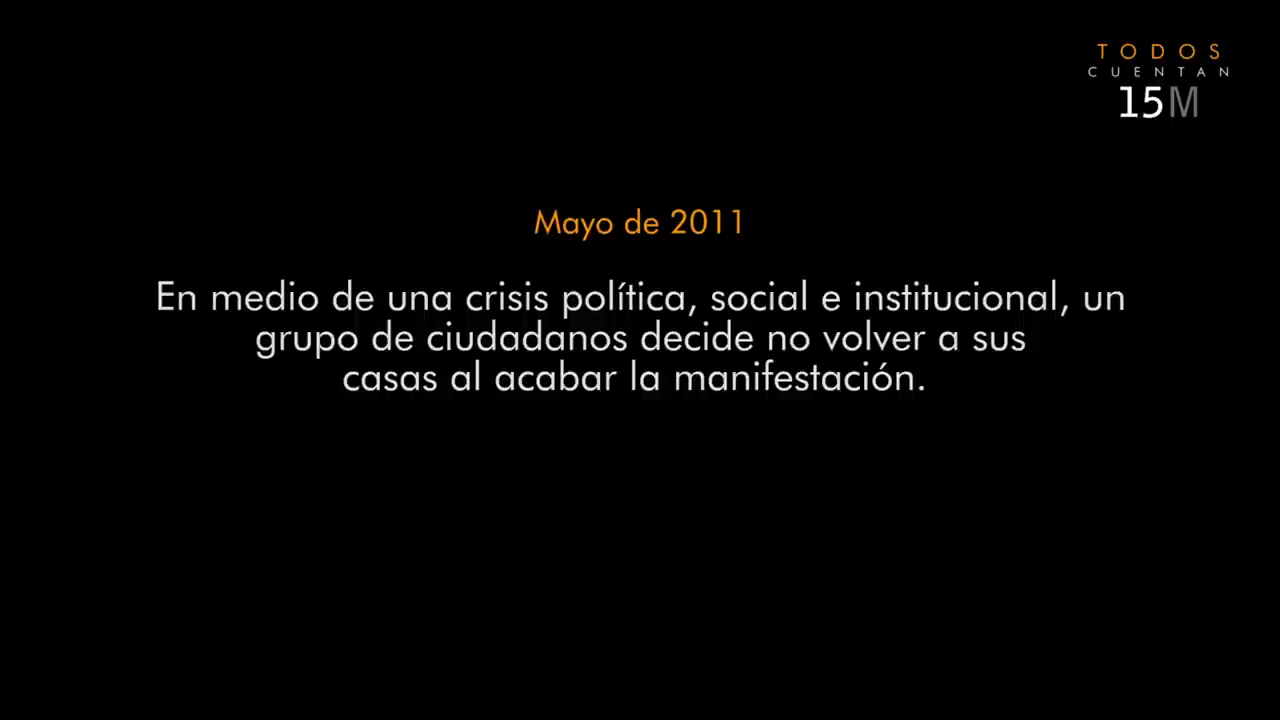 TODOS
CUENTAN
15M
Mayo de 2011
En medio de una crisis política, social e institucional, un
grupo de ciudadanos decide no volver a sus
casas al acabar la manifestación.